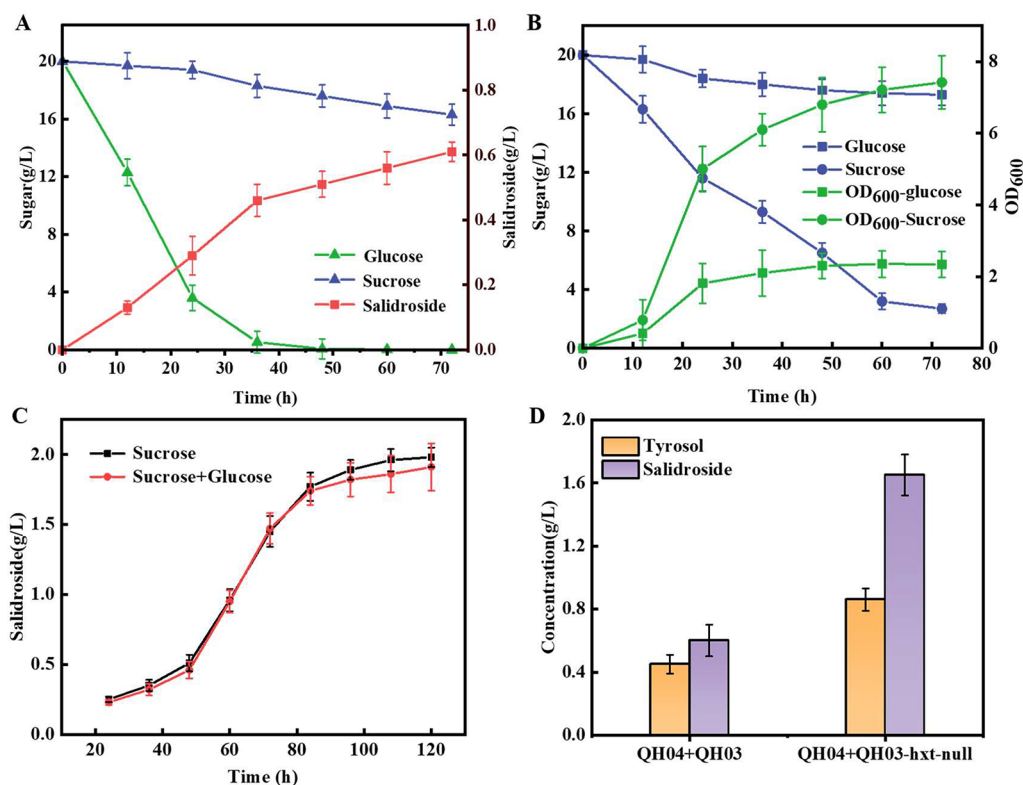 A
Sugar(g/L)
20
16
12
8
4
0
1.0
0.8
0.6
0.4
0.2
0.0
Salidroside(g/L)
Glucose
Sucrose
Salidroside
0 10 20 30 40 50 60 70
Time (h)
B
Sugar(g/L)
20
16
12
8
4
0
8
6
4
2
0
OD600
Glucose
Sucrose
OD600-glucose
OD600-Sucrose
0 10 20 30 40 50 60 70 80
Time (h)
C
Salidroside(g/L)
2.0
1.5
1.0
0.5
0.0
Sucrose
Sucrose+Glucose
20 40 60 80 100 120
Time (h)
D
Concentration(g/L)
2.0
1.6
1.2
0.8
0.4
0.0
Tyrosol
Salidroside
QH04+QH03 QH04+QH03-hxt-null